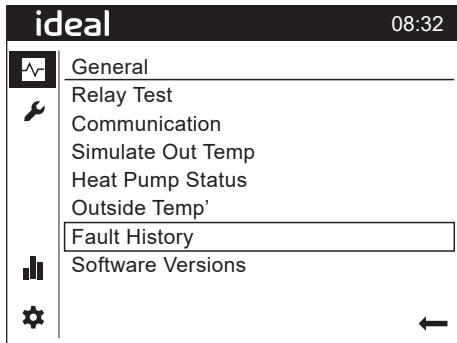 ideal 08:32
General
Relay Test
Communication
Simulate Out Temp
Heat Pump Status
Outside Temp’
Fault History
Software Versions